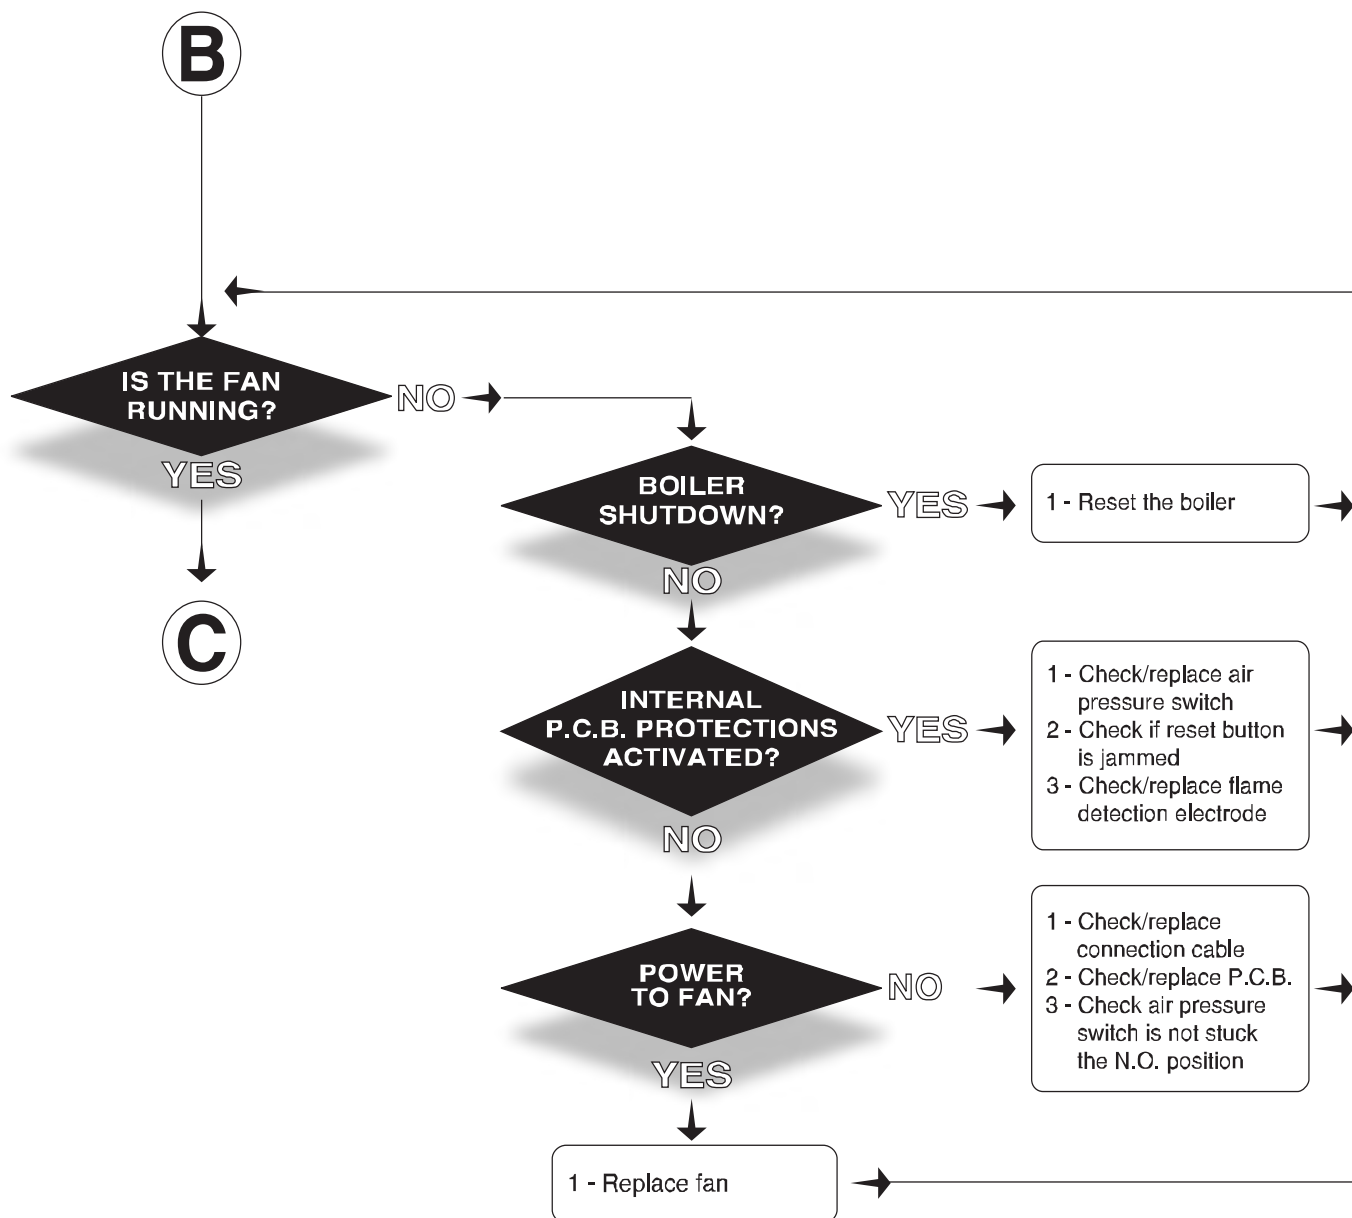 B
IS THE FAN
RUNNING?
NO
YES
C
BOILER
SHUTDOWN?
YES
1 - Reset the boiler
NO
INTERNAL
P.C.B. PROTECTIONS
ACTIVATED?
YES
1 - Check/replace air
pressure switch
2 - Check if reset button
is jammed
3 - Check/replace flame
detection electrode
NO
POWER
TO FAN?
NO
1 - Check/replace
connection cable
2 - Check/replace P.C.B.
3 - Check air pressure
switch is not stuck
the N.O. position
YES
1 - Replace fan